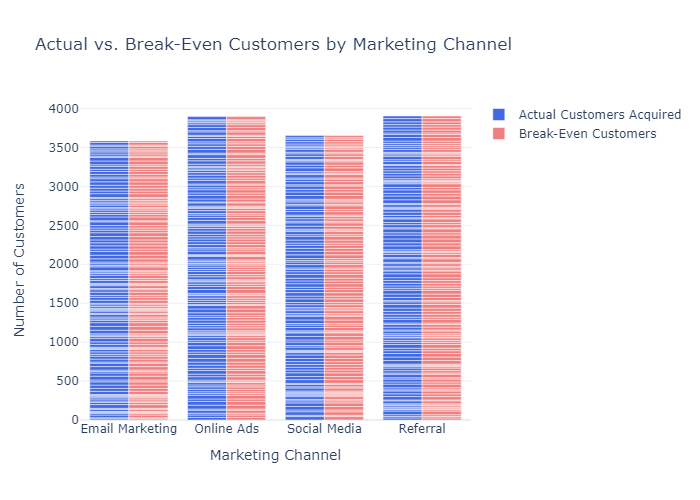 Actual vs. Break-Even Customers by Marketing Channel
Actual Customers Acquired
Break-Even Customers
Number of Customers
4000
3500
3000
2500
2000
1500
1000
500
0
Email Marketing
Online Ads
Social Media
Referral
Marketing Channel